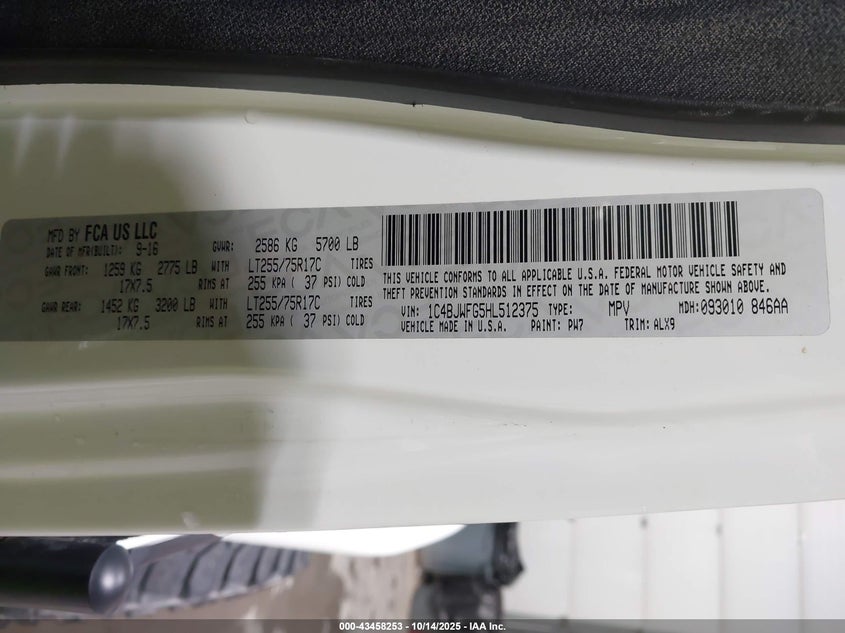 MFD BY FCA US LLC
DATE OF MFR(BUILT): 9-16 GVWR: 2586 KG 5700 LB
GAWR FRONT: 1259 KG 2775 LB WITH LT255/75R17C TIRES
17X7.5 RIMS AT 255 KPA ( 37 PSI) COLD
GAWR REAR: 1452 KG 3200 LB WITH LT255/75R17C TIRES
17X7.5 RIMS AT 255 KPA ( 37 PSI) COLD
THIS VEHICLE CONFORMS TO ALL APPLICABLE U.S.A. FEDERAL MOTOR VEHICLE SAFETY AND
THEFT PREVENTION STANDARDS IN EFFECT ON THE DATE OF MANUFACTURE SHOWN ABOVE.
VIN: 1C4BJWFG5HL512375 TYPE: MPV MDH: 093010 846AA
VEHICLE MADE IN U.S.A. PAINT: PW7 TRIM: ALX9
000-43458253 - 10/14/2025 - IAA Inc.